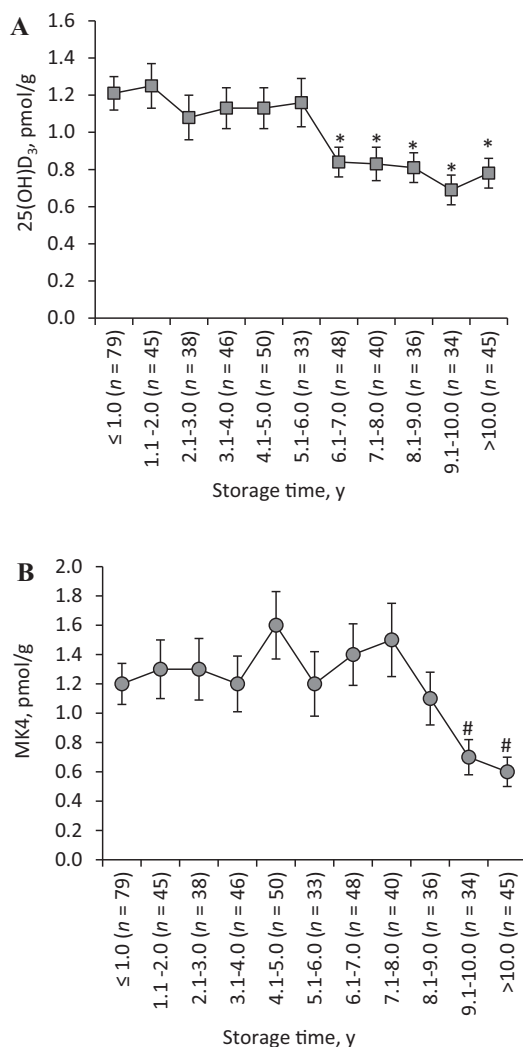 A
25(OH)D3, pmol/g
1.6
1.4
1.2
1.0
0.8
0.6
0.4
0.2
0.0
* * * * *
≤ 1.0 (n = 79)
1.1 -2.0 (n = 45)
2.1-3.0 (n = 38)
3.1-4.0 (n = 46)
4.1-5.0 (n = 50)
5.1-6.0 (n = 33)
6.1-7.0 (n = 48)
7.1-8.0 (n = 40)
8.1-9.0 (n = 36)
9.1-10.0 (n = 34)
>10.0 (n = 45)
Storage time, y
B
MK4, pmol/g
2.0
1.8
1.6
1.4
1.2
1.0
0.8
0.6
0.4
0.2
0.0
# #
≤ 1.0 (n = 79)
1.1 -2.0 (n = 45)
2.1-3.0 (n = 38)
3.1-4.0 (n = 46)
4.1-5.0 (n = 50)
5.1-6.0 (n = 33)
6.1-7.0 (n = 48)
7.1-8.0 (n = 40)
8.1-9.0 (n = 36)
9.1-10.0 (n = 34)
>10.0 (n = 45)
Storage time, y